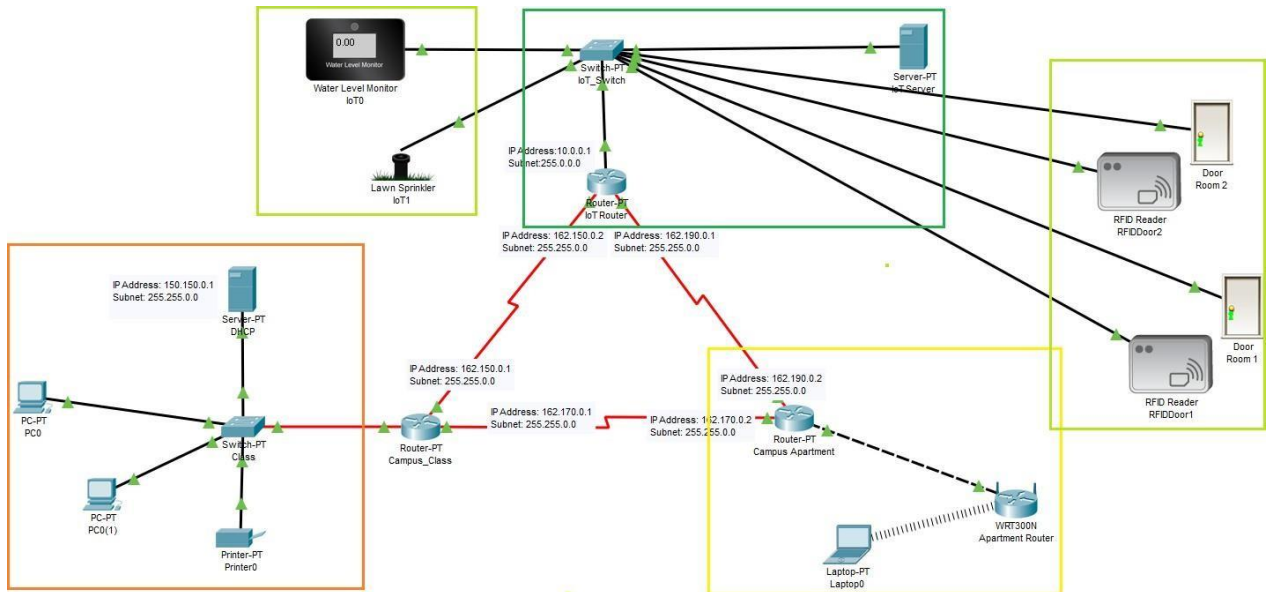 0.00
Water Level Monitor
Water Level Monitor
IoT0
Switch-PT
IoT_Switch
Server-PT
IoT Server
Lawn Sprinkler
IoT1
IP Address:10.0.0.1
Subnet:255.0.0.0
Router-PT
IoT Router
Door
Room 2
RFID Reader
RFIDDoor2
IP Address: 162.150.0.2
Subnet: 255.255.0.0
IP Address: 162.190.0.1
Subnet: 255.255.0.0
IP Address: 150.150.0.1
Subnet: 255.255.0.0
Server-PT
DHCP
Door
Room 1
RFID Reader
RFIDDoor1
IP Address: 162.150.0.1
Subnet: 255.255.0.0
IP Address: 162.190.0.2
Subnet: 255.255.0.0
PC-PT
PC0
Switch-PT
Class
IP Address: 162.170.0.1
Subnet: 255.255.0.0
IP Address: 162.170.0.2
Subnet: 255.255.0.0
Router-PT
Campus_Class
Router-PT
Campus Apartment
PC-PT
PC0(1)
Printer-PT
Printer0
WRT300N
Apartment Router
Laptop-PT
Laptop0